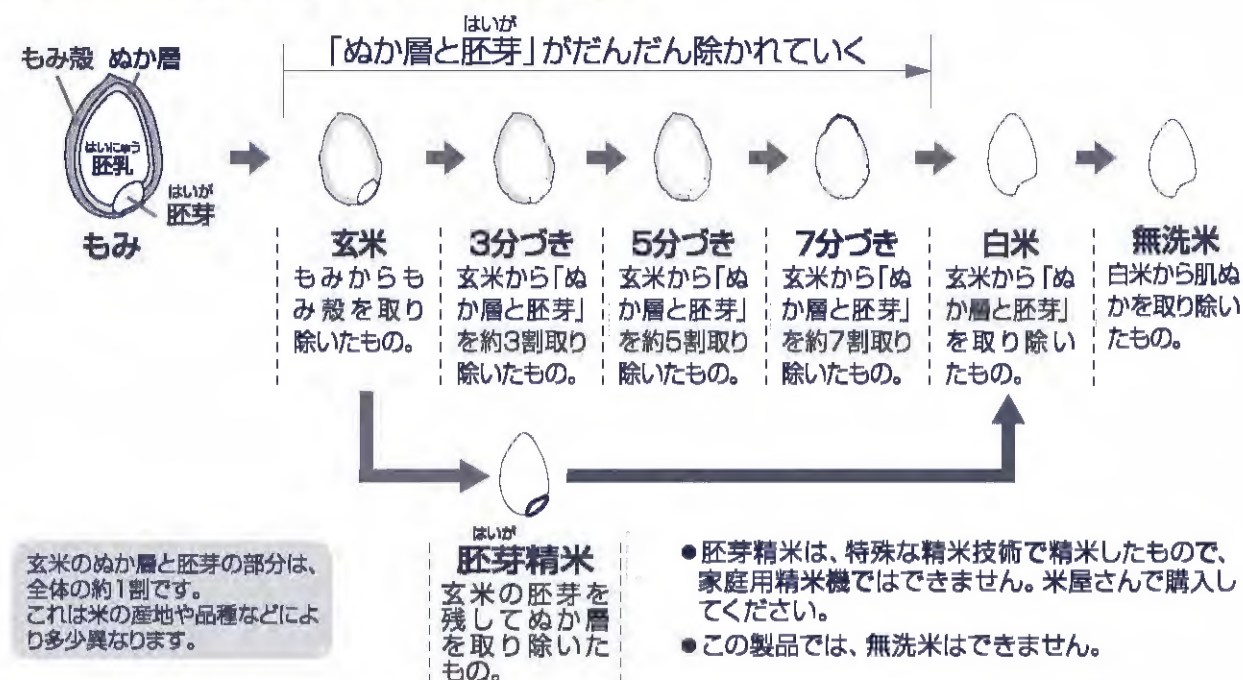 「ぬか層と胚芽」がだんだん除かれていく
はいが
もみ殻 ぬか層
はいにゅう
胚乳
はいが
胚芽
もみ
玄米
もみからも
み殻を取り
除いたもの。
3分づき
玄米から「ぬ
か層と胚芽」
を約3割取り
除いたもの。
5分づき
玄米から「ぬ
か層と胚芽」
を約5割取り
除いたもの。
7分づき
玄米から「ぬ
か層と胚芽」
を約7割取り
除いたもの。
白米
玄米から「ぬ
か層と胚芽」
を取り除い
たもの。
無洗米
白米から肌ぬ
かを取り除い
たもの。
はいが
胚芽精米
玄米の胚芽を
残してぬか層
を取り除いた
もの。
玄米のぬか層と胚芽の部分は、
全体の約1割です。
これは米の産地や品種などによ
り多少異なります。
●胚芽精米は、特殊な精米技術で精米したもので、
家庭用精米機ではできません。米屋さんで購入し
てください。
●この製品では、無洗米はできません。